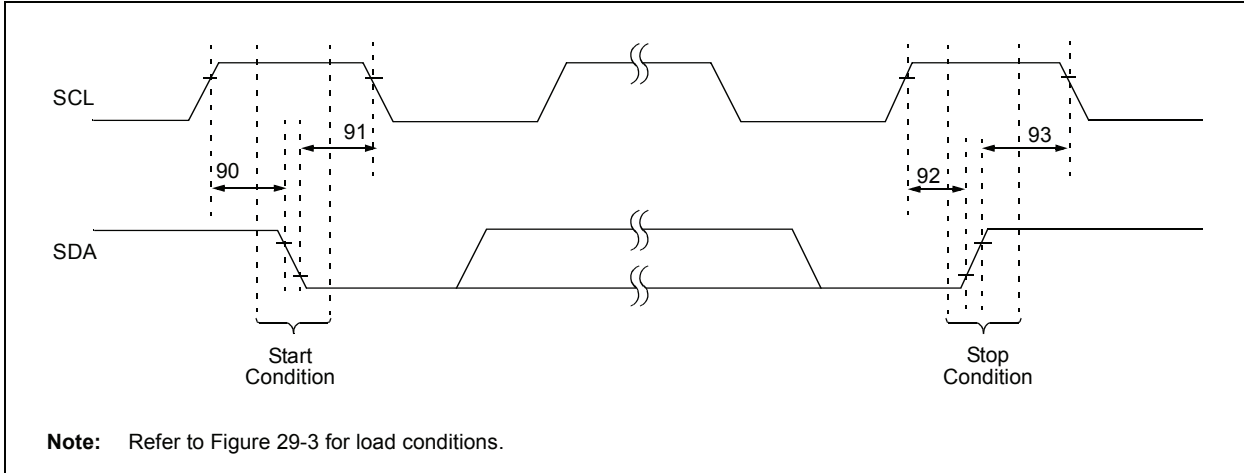 SCL
91
93
90
92
SDA
Start
Condition
Stop
Condition
Note: Refer to Figure 29-3 for load conditions.